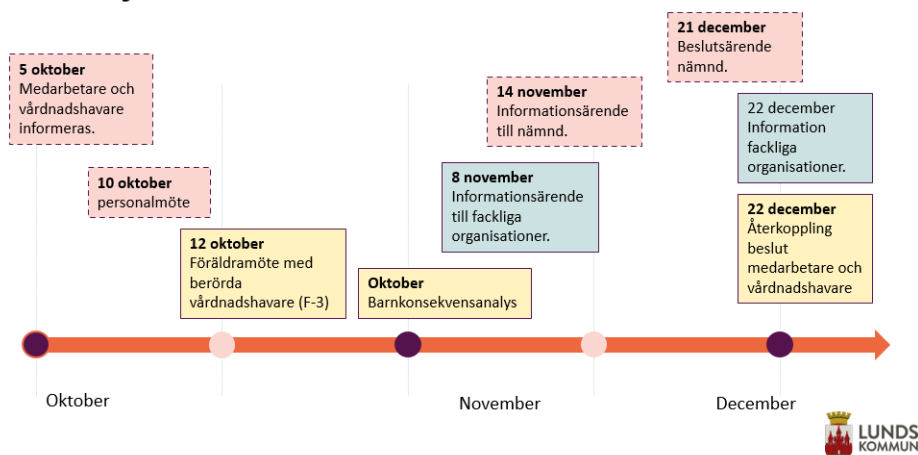 5 oktober
Medarbetare och
vårdnadshavare
informeras.
10 oktober
personalmöte
12 oktober
Föräldramöte med
berörda
vårdnadshavare (F-3)
Oktober
Barnkonsekvensanalys
8 november
Informationsärende
till fackliga
organisationer.
14 november
Informationsärende
till nämnd.
21 december
Beslutsärende
nämnd.
22 december
Information
fackliga
organisationer.
22 december
Återkoppling
beslut
medarbetare och
vårdnadshavare
Oktober
November
December
LUNDS
KOMMUN